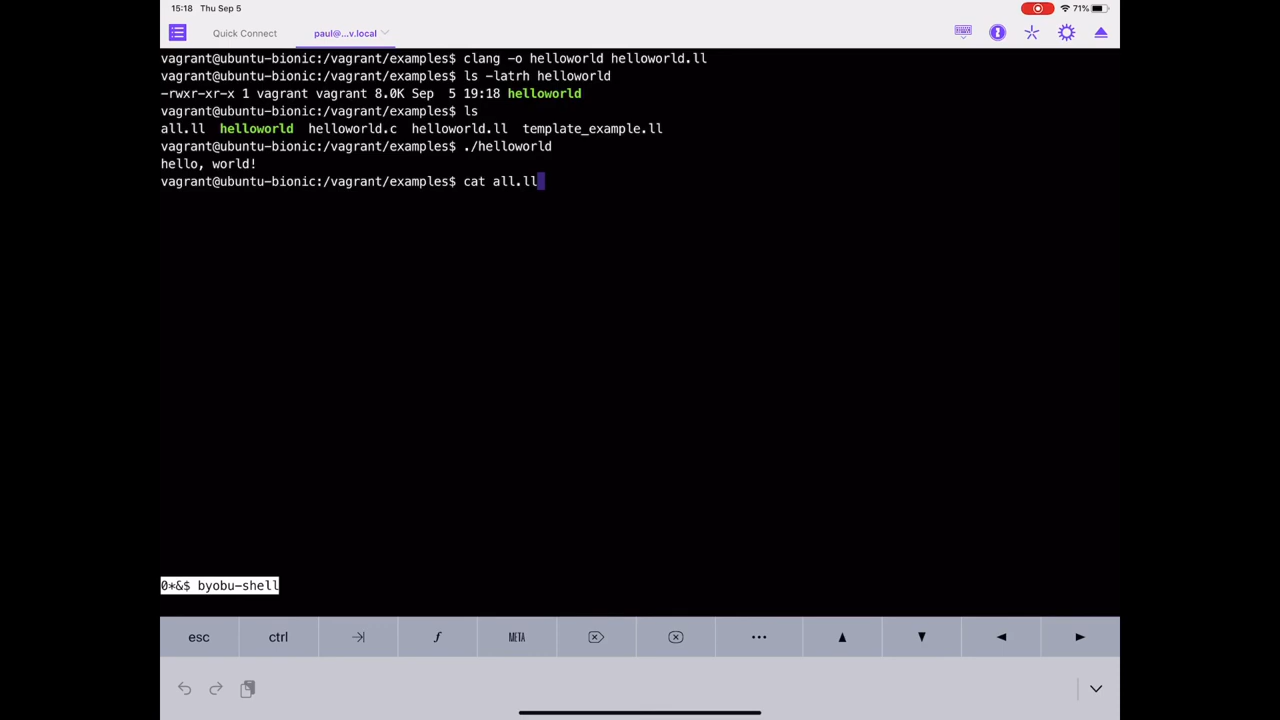 15:18 Thu Sep 5 71%
Quick Connect paul@...v.local
vagrant@ubuntu-bionic:/vagrant/examples$ clang -o helloworld helloworld.ll
vagrant@ubuntu-bionic:/vagrant/examples$ ls -latrh helloworld
-rwxr-xr-x 1 vagrant vagrant 8.0K Sep  5 19:18 helloworld
vagrant@ubuntu-bionic:/vagrant/examples$ ls
all.ll  helloworld  helloworld.c  helloworld.ll  template_example.ll
vagrant@ubuntu-bionic:/vagrant/examples$ ./helloworld
hello, world!
vagrant@ubuntu-bionic:/vagrant/examples$ cat all.ll
0*&$ byobu-shell
esc ctrl f META •••